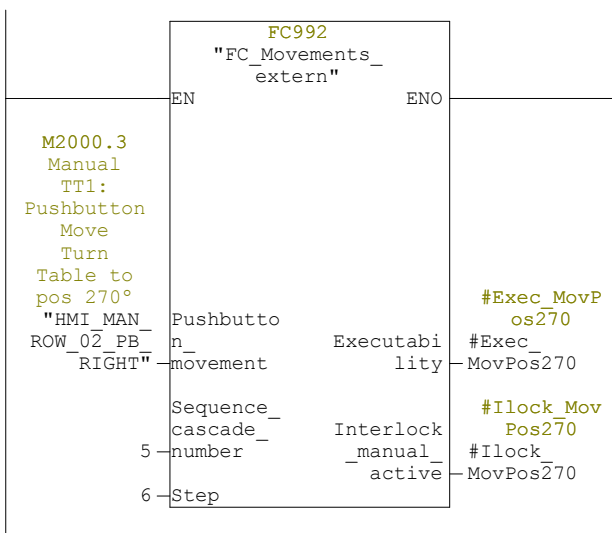 FC992
"FC_Movements_
extern"
EN
ENO
M2000.3
Manual
TT1:
Pushbutton
Move
Turn
Table to
pos 270°
"HMI_MAN_
ROW_02_PB_
RIGHT"
Pushbutto
n_
movement
#Exec_MovP
os270
Executabi
lity
#Exec_
MovPos270
Sequence_
cascade_
number
5
#Ilock_Mov
Pos270
Interlock
_manual_
active
#Ilock_
MovPos270
6
Step